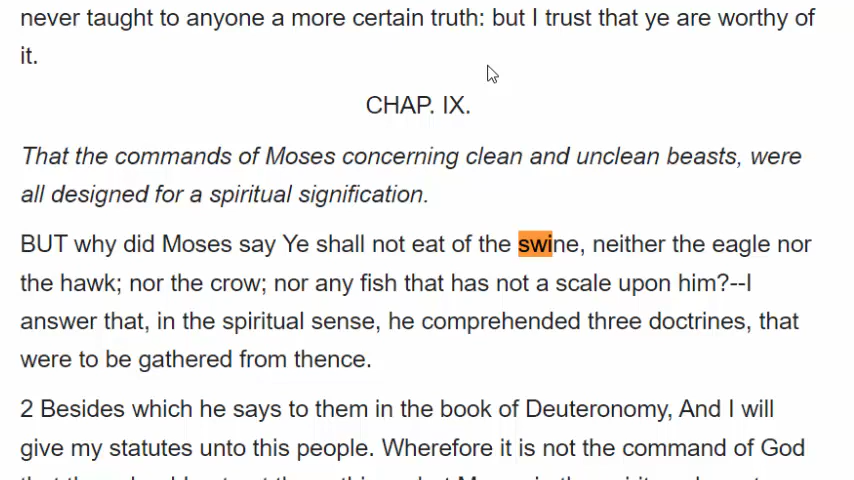 never taught to anyone a more certain truth: but I trust that ye are worthy of
it.
CHAP. IX.
That the commands of Moses concerning clean and unclean beasts, were
all designed for a spiritual signification.
BUT why did Moses say Ye shall not eat of the swine, neither the eagle nor
the hawk; nor the crow; nor any fish that has not a scale upon him?--I
answer that, in the spiritual sense, he comprehended three doctrines, that
were to be gathered from thence.
2 Besides which he says to them in the book of Deuteronomy, And I will
give my statutes unto this people. Wherefore it is not the command of God